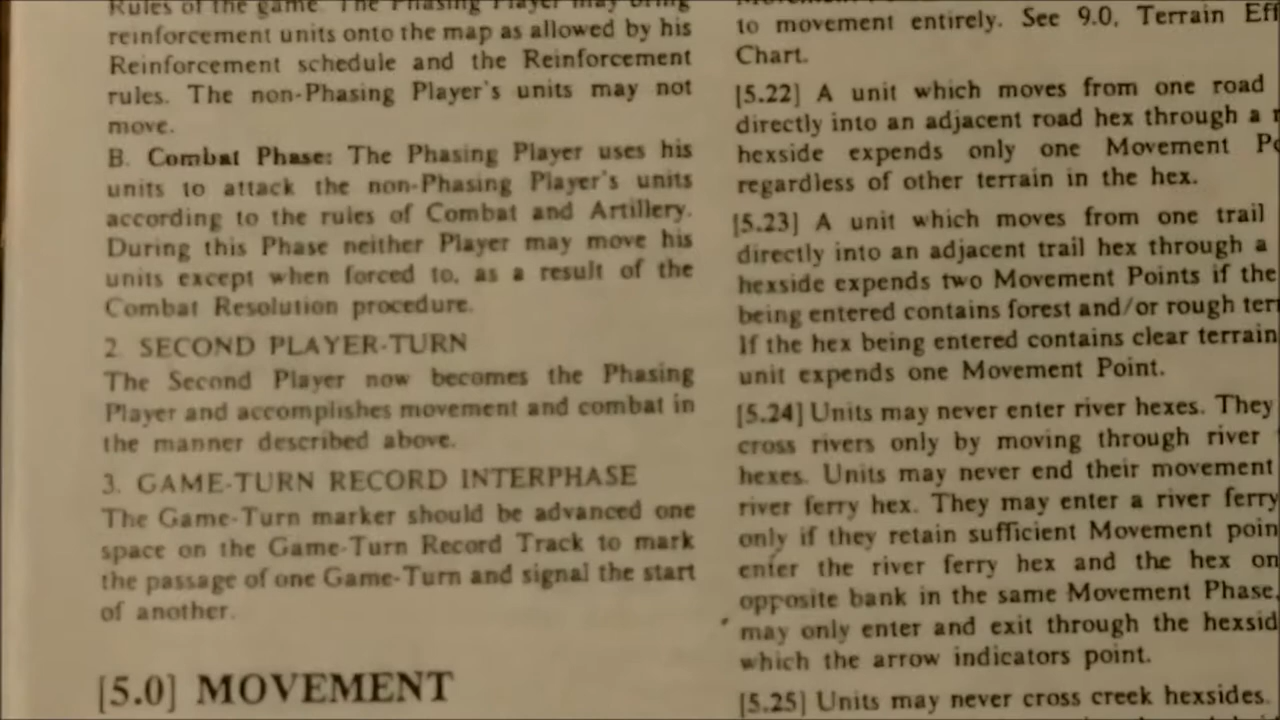 Rules of the game. The Phasing Player may bring
reinforcement units onto the map as allowed by his
Reinforcement schedule and the Reinforcement
rules. The non-Phasing Player's units may not
move.
B. Combat Phase: The Phasing Player uses his
units to attack the non-Phasing Player's units
according to the rules of Combat and Artillery.
During this Phase neither Player may move his
units except when forced to, as a result of the
Combat Resolution procedure.
2. SECOND PLAYER-TURN
The Second Player now becomes the Phasing
Player and accomplishes movement and combat in
the manner described above.
3. GAME-TURN RECORD INTERPHASE
The Game-Turn marker should be advanced one
space on the Game-Turn Record Track to mark
the passage of one Game-Turn and signal the start
of another.
[5.0] MOVEMENT
to movement entirely. See 9.0, Terrain Eff
Chart.
[5.22] A unit which moves from one road
directly into an adjacent road hex through a
hexside expends only one Movement Po
regardless of other terrain in the hex.
[5.23] A unit which moves from one trail
directly into an adjacent trail hex through a
hexside expends two Movement Points if the
being entered contains forest and/or rough terr
If the hex being entered contains clear terrain
unit expends one Movement Point.
[5.24] Units may never enter river hexes. They
cross rivers only by moving through river
hexes. Units may never end their movement
river ferry hex. They may enter a river ferry
only if they retain sufficient Movement poin
enter the river ferry hex and the hex on
opposite bank in the same Movement Phase.
may only enter and exit through the hexsid
which the arrow indicators point.
[5.25] Units may never cross creek hexsides.